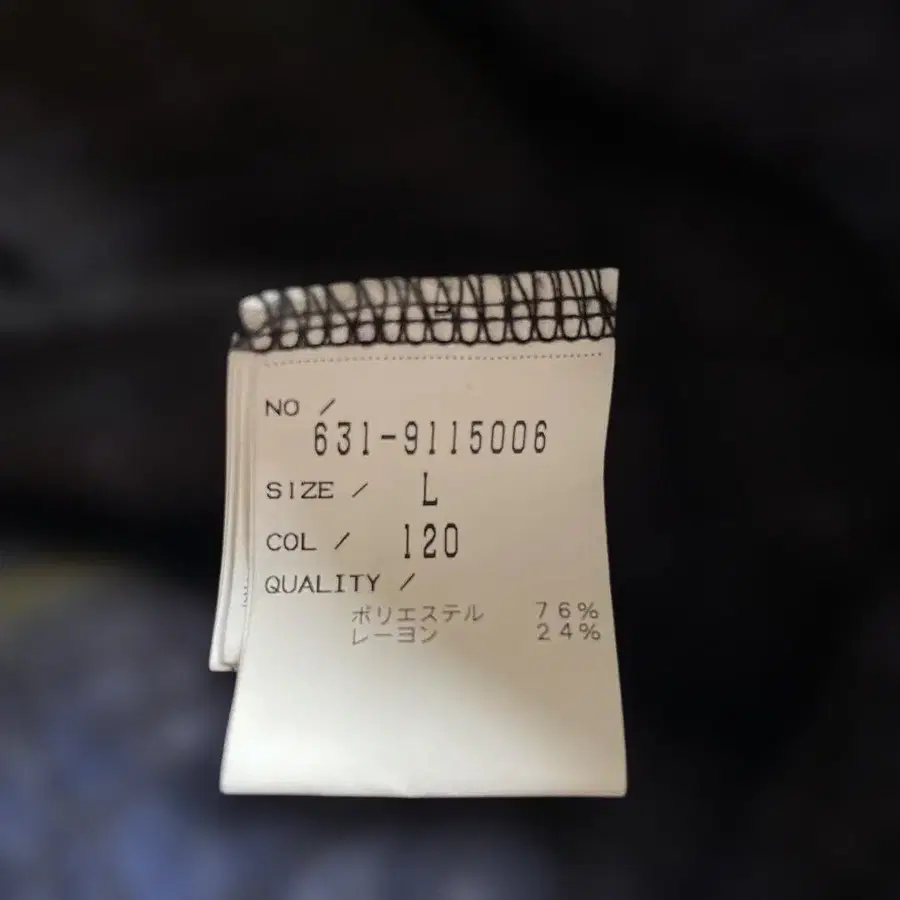 NO /
631-9115006
SIZE / L
COL / 120
QUALITY /
ポリエステル 76%
レーヨン 24%